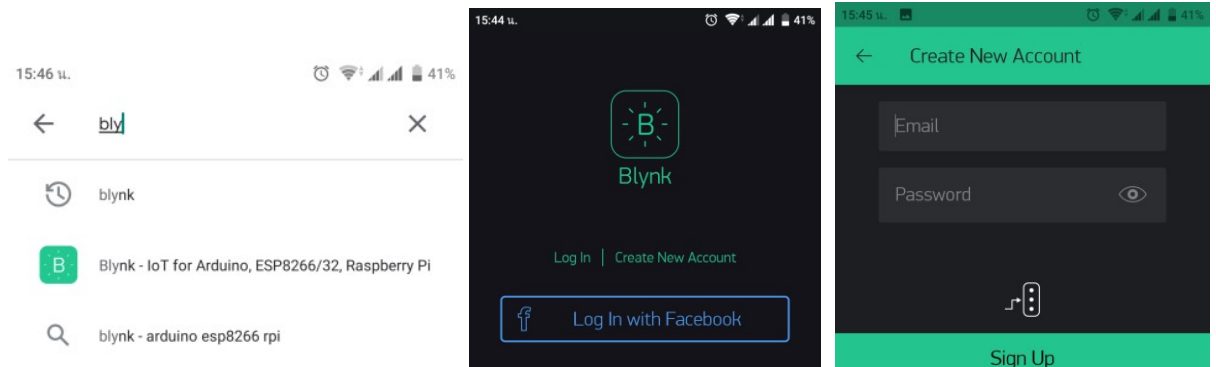 15:46 น.
41%
bly
blynk
B
Blynk - IoT for Arduino, ESP8266/32, Raspberry Pi
blynk - arduino esp8266 rpi
15:44 น.
41%
B
Blynk
Log In | Create New Account
f Log In with Facebook
15:45 น.
41%
Create New Account
Email
Password
Sign Up